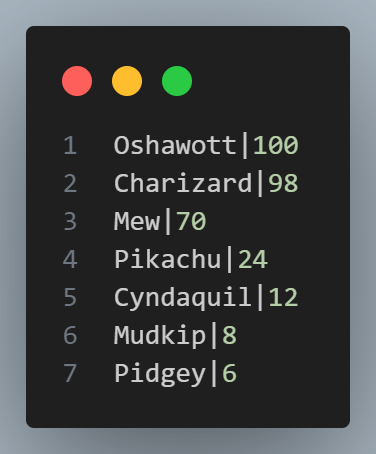 1 Oshawott|100
2 Charizard|98
3 Mew|70
4 Pikachu|24
5 Cyndaquil|12
6 Mudkip|8
7 Pidgey|6